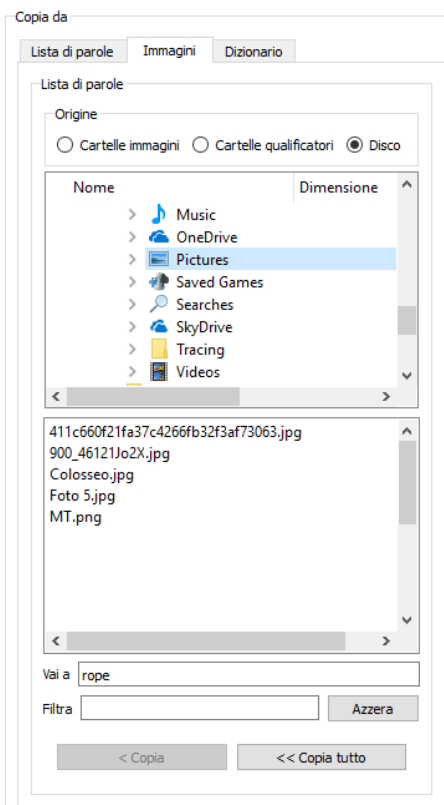 Copia da
Lista di parole Immagini Dizionario
Lista di parole
Origine
Cartelle immagini Cartelle qualificatori Disco
Nome Dimensione
Music
OneDrive
Pictures
Saved Games
Searches
SkyDrive
Tracing
Videos
411c660f21fa37c4266fb32f3af73063.jpg
900_46121Jo2X.jpg
Colosseo.jpg
Foto 5.jpg
MT.png
Vai a rope
Filtra Azzera
< Copia << Copia tutto